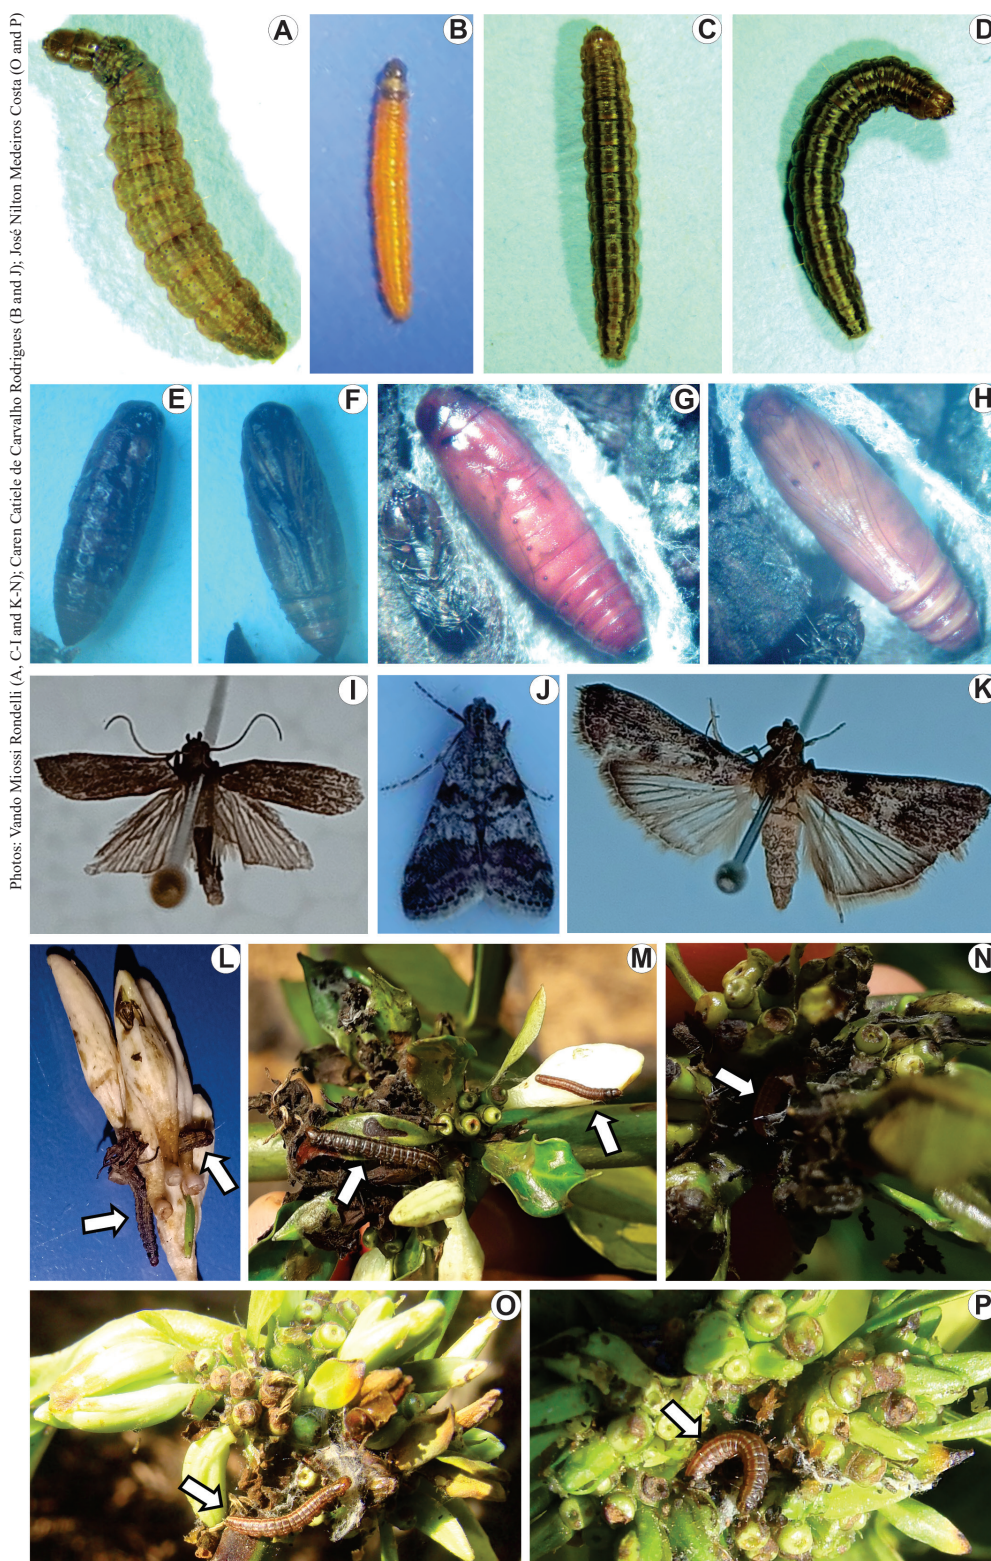 Photos: Vando Miossi Rondelli (A, C-I and K-N); Caren Catiele de Carvalho Rodrigues (B and J); José Nilton Medeiros Costa (O and P)
A
B
C
D
E
F
G
H
I
J
K
L
M
N
O
P